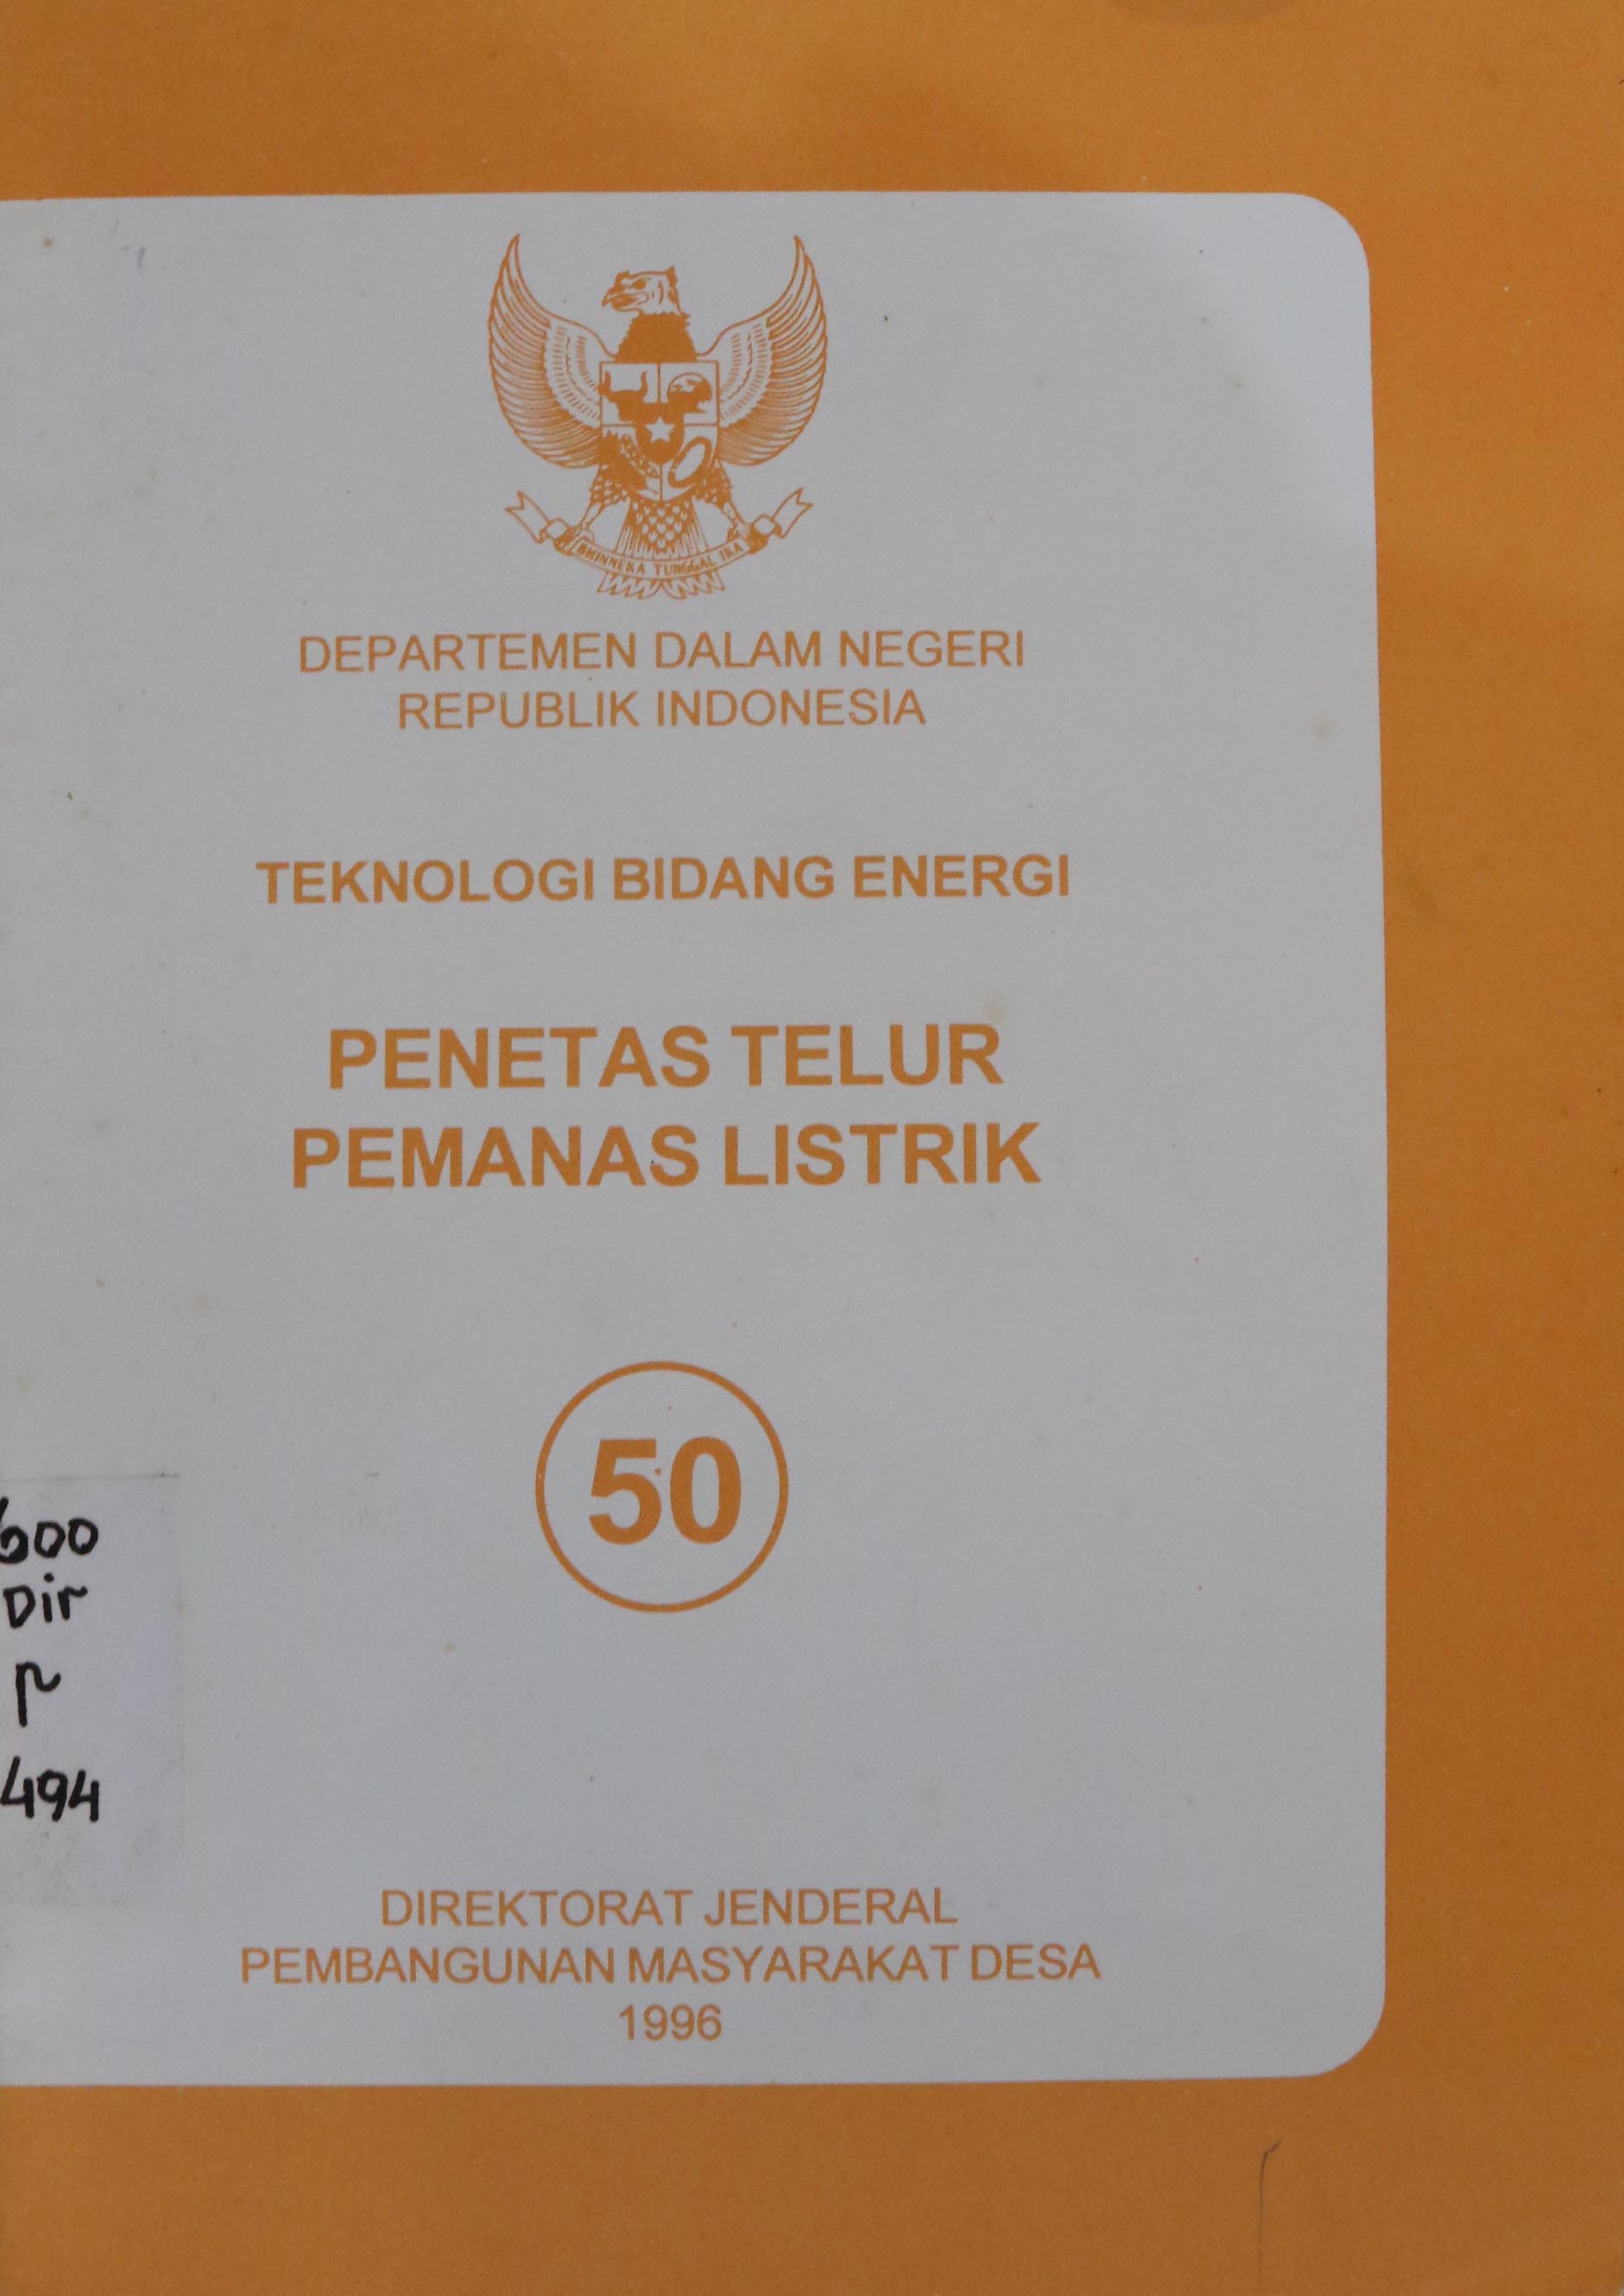 BHINNEKA TUNGGAL IKA
DEPARTEMEN DALAM NEGERI
REPUBLIK INDONESIA
TEKNOLOGI BIDANG ENERGI
PENETAS TELUR
PEMANAS LISTRIK
50
600
Dir
p
494
DIREKTORAT JENDERAL
PEMBANGUNAN MASYARAKAT DESA
1996